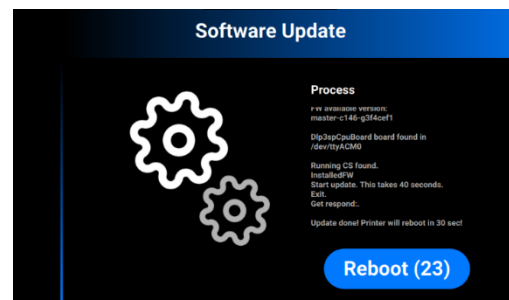 Software Update
Process
FW available version:
master-c146-g3f4cef1
Dlp3spCpuBoard board found in
/dev/ttyACM0
Running CS found.
InstalledFW
Start update. This takes 40 seconds.
Exit.
Get respond:.
Update done! Printer will reboot in 30 sec!
Reboot (23)